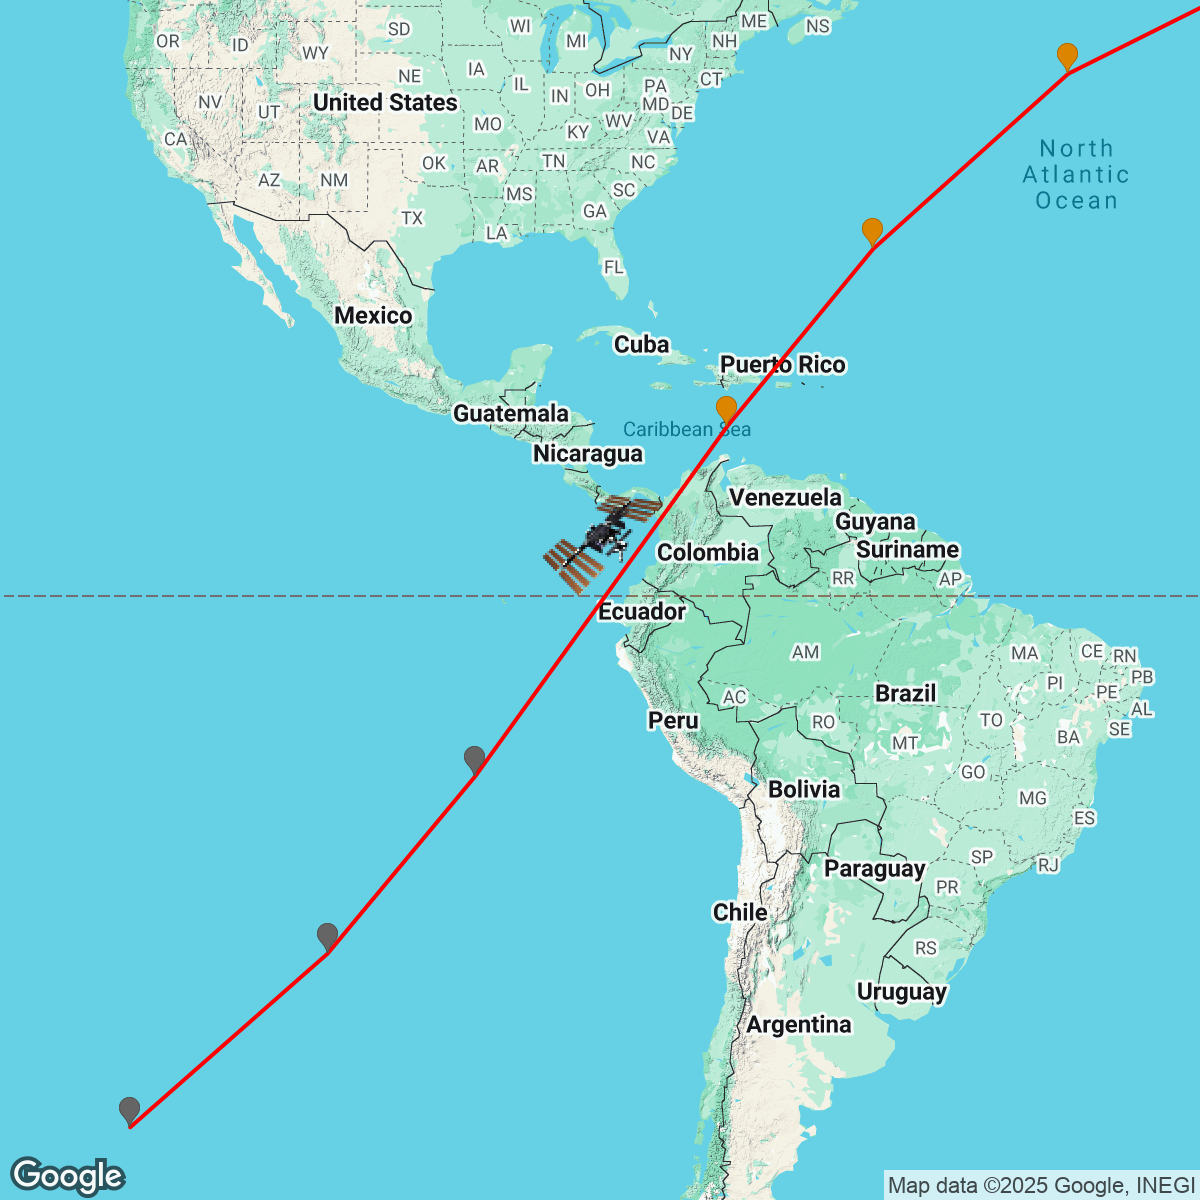 OR
ID
WY
SD
WI
MI
ME
NS
NH
NY
NE
IA
IL
IN
OH
PA
CT
NV
UT
United States
MD
DE
CA
MO
KY
WV
VA
North
Atlantic
Ocean
AZ
NM
OK
AR
TN
NC
TX
MS
SC
LA
GA
FL
Mexico
Cuba
Puerto Rico
Guatemala
Caribbean Sea
Nicaragua
Venezuela
Guyana
Colombia
Suriname
RR
AP
Ecuador
AM
MA
CE
RN
PB
AC
Brazil
PI
PE
AL
Peru
RO
TO
SE
MT
BA
Bolivia
GO
MG
ES
Paraguay
SP
RJ
PR
Chile
RS
Uruguay
Argentina
Google
Map data ©2025 Google, INEGI